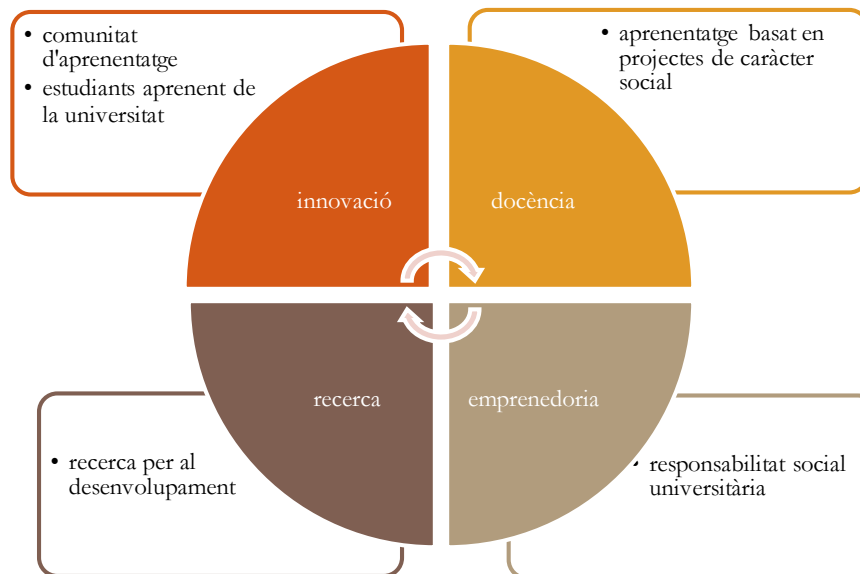 • comunitat
d'aprenentatge
• estudiants aprenent de
la universitat
• aprenentatge basat en
projectes de caràcter
social
innovació
docència
recerca
emprenedoria
• recerca per al
desenvolupament
• responsabilitat social
universitària